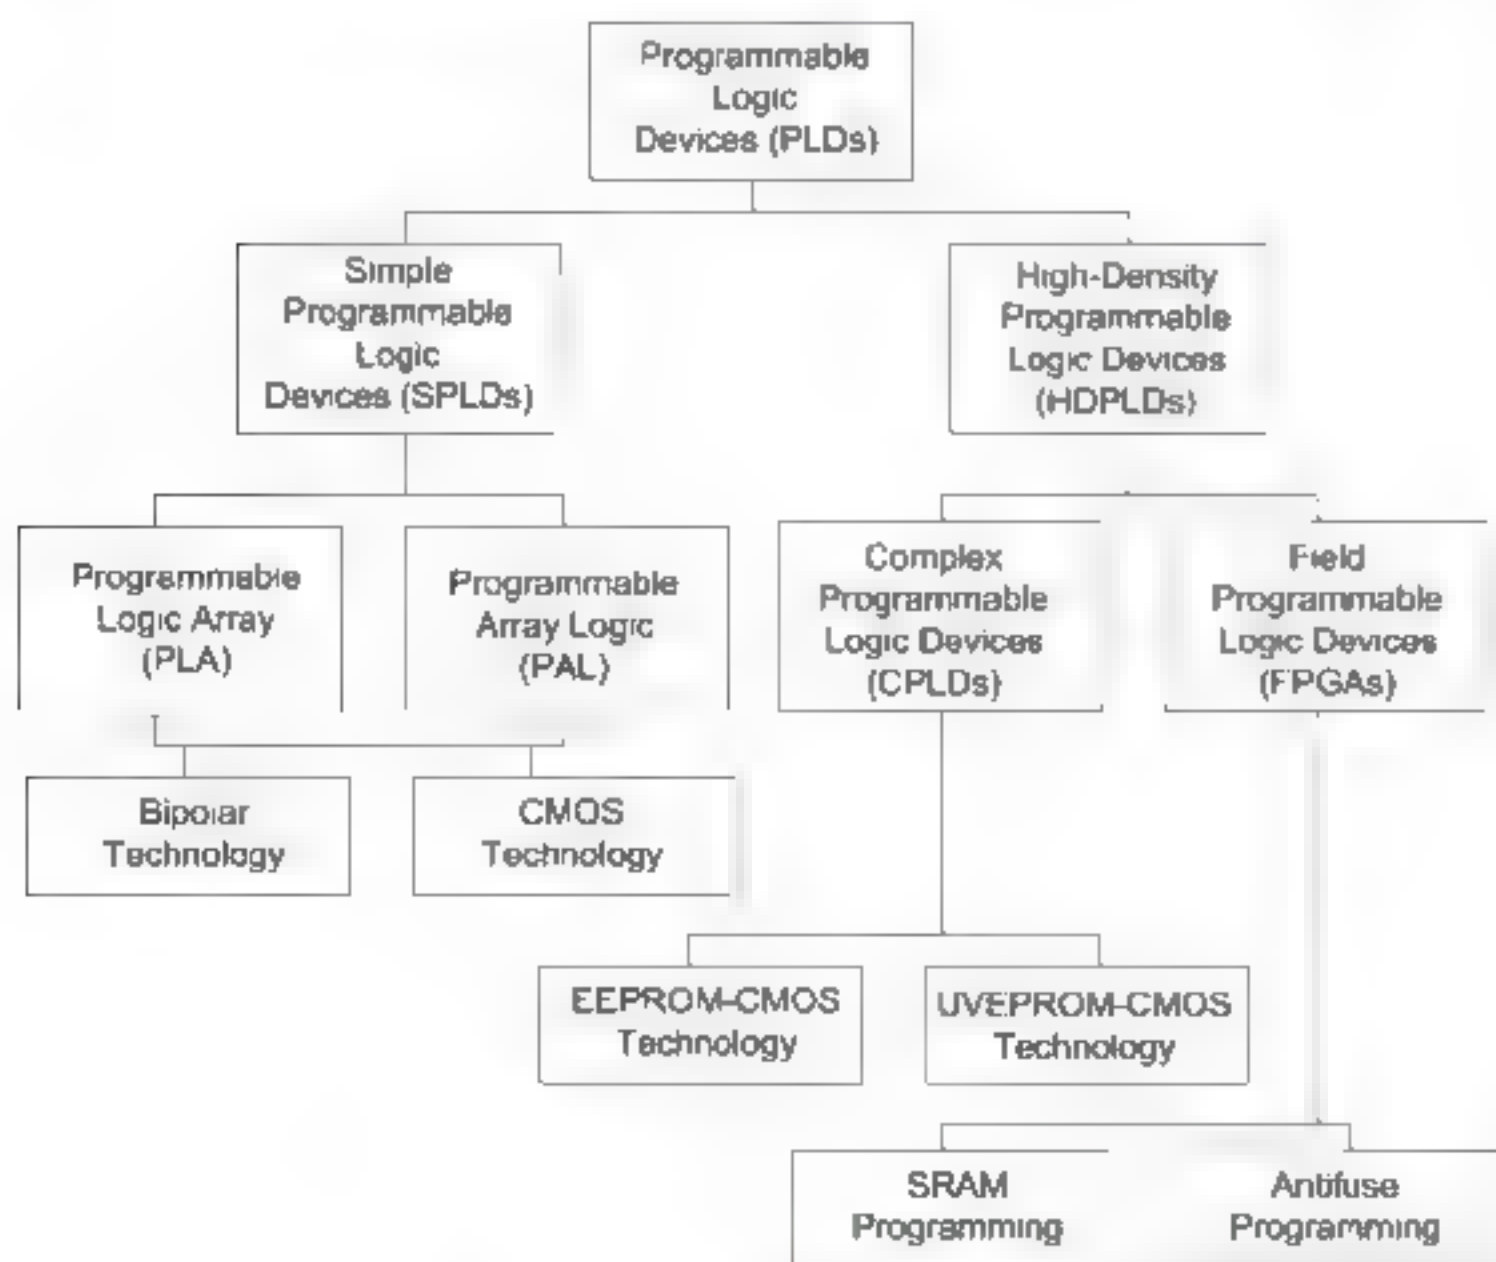 Programmable
Logic
Devices (PLDs)
Simple
Programmable
Logic
Devices (SPLDs)
High-Density
Programmable
Logic Devices
(HDPLDs)
Programmable
Logic Array
(PLA)
Programmable
Array Logic
(PAL)
Complex
Programmable
Logic Devices
(CPLDs)
Field
Programmable
Logic Devices
(FPGAs)
Bipolar
Technology
CMOS
Technology
EEPROM-CMOS
Technology
UVEPROM-CMOS
Technology
SRAM
Programming
Antifuse
Programming